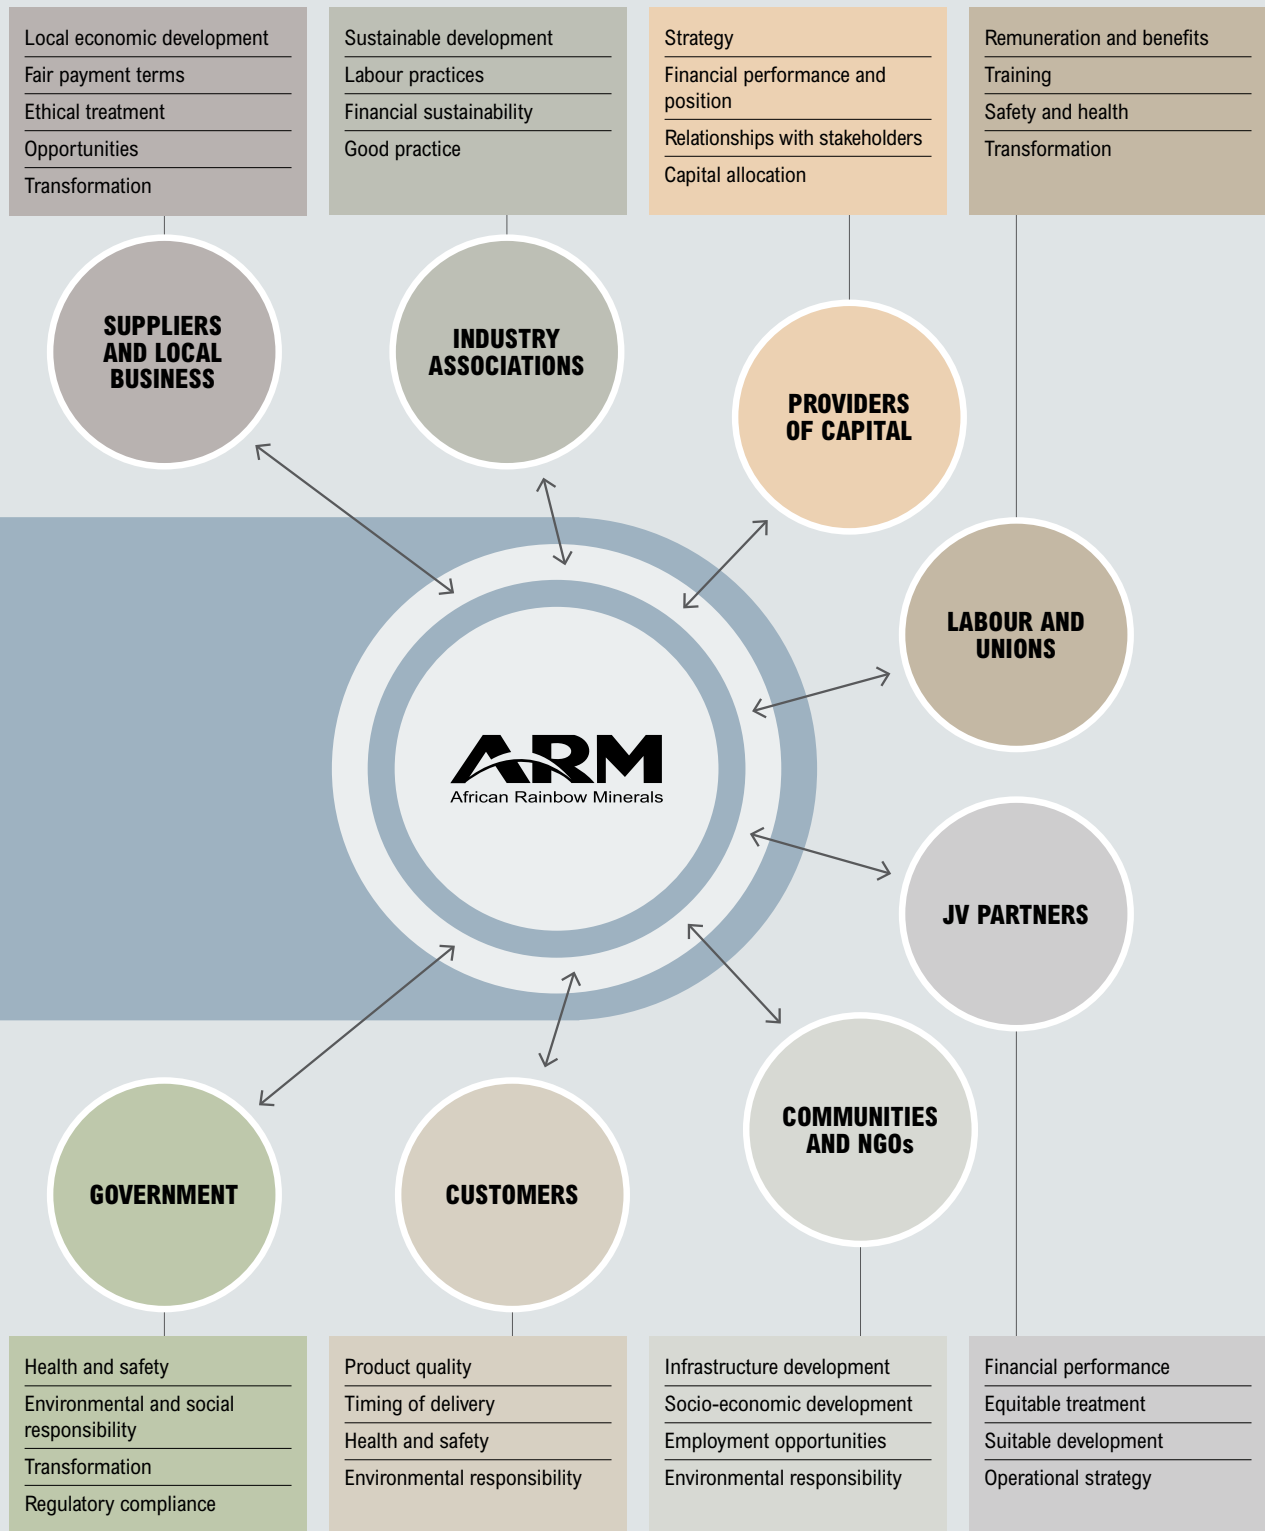 Local economic development
Fair payment terms
Ethical treatment
Opportunities
Transformation
Sustainable development
Labour practices
Financial sustainability
Good practice
Strategy
Financial performance and
position
Relationships with stakeholders
Capital allocation
Remuneration and benefits
Training
Safety and health
Transformation
SUPPLIERS
AND LOCAL
BUSINESS
INDUSTRY
ASSOCIATIONS
PROVIDERS
OF CAPITAL
LABOUR AND
UNIONS
ARM
African Rainbow Minerals
JV PARTNERS
COMMUNITIES
AND NGOs
GOVERNMENT
CUSTOMERS
Health and safety
Environmental and social
responsibility
Transformation
Regulatory compliance
Product quality
Timing of delivery
Health and safety
Environmental responsibility
Infrastructure development
Socio-economic development
Employment opportunities
Environmental responsibility
Financial performance
Equitable treatment
Suitable development
Operational strategy